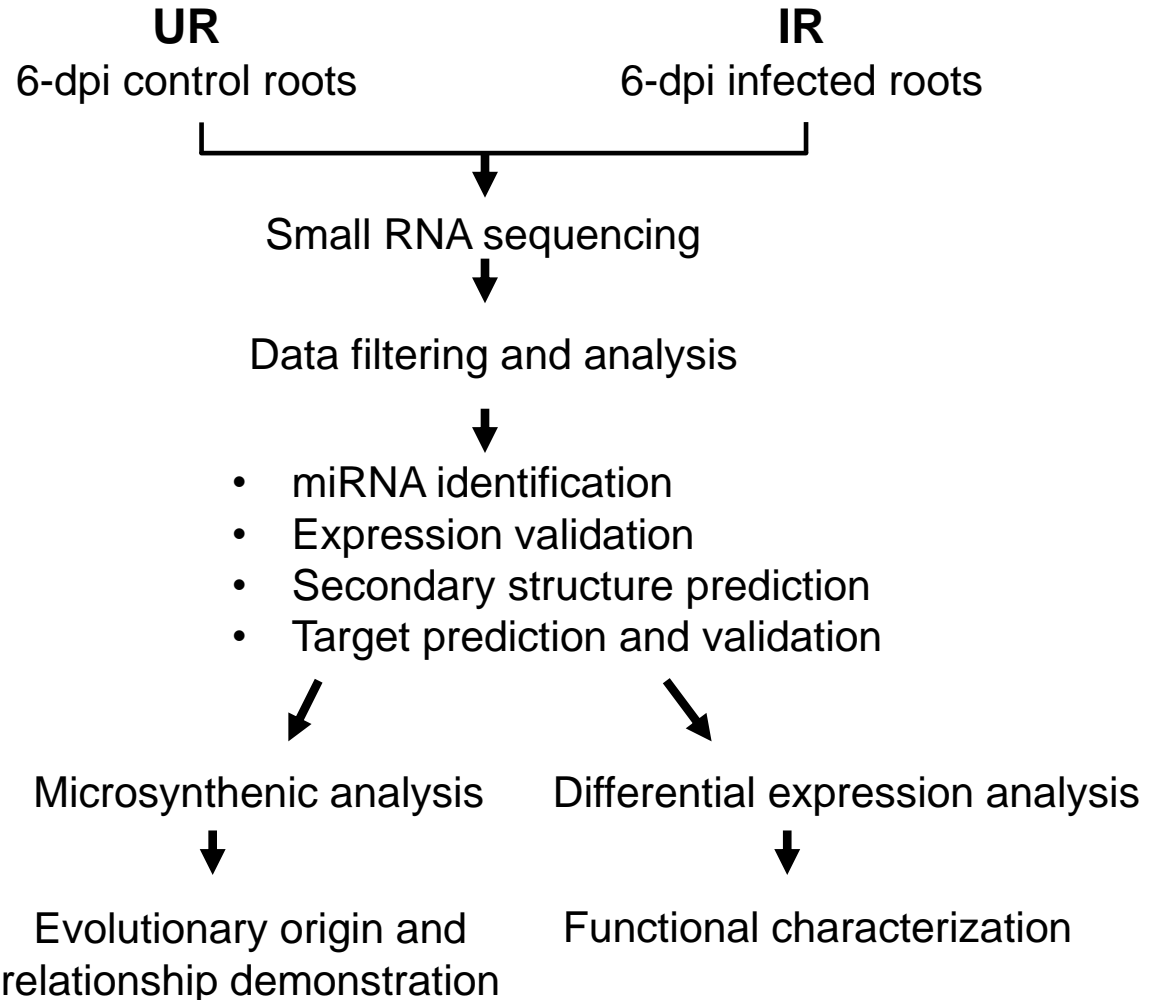 UR
IR
6-dpi control roots
6-dpi infected roots
Small RNA sequencing
Data filtering and analysis
• miRNA identification
• Expression validation
• Secondary structure prediction
• Target prediction and validation
Microsynthenic analysis
Differential expression analysis
Evolutionary origin and
relationship demonstration
Functional characterization